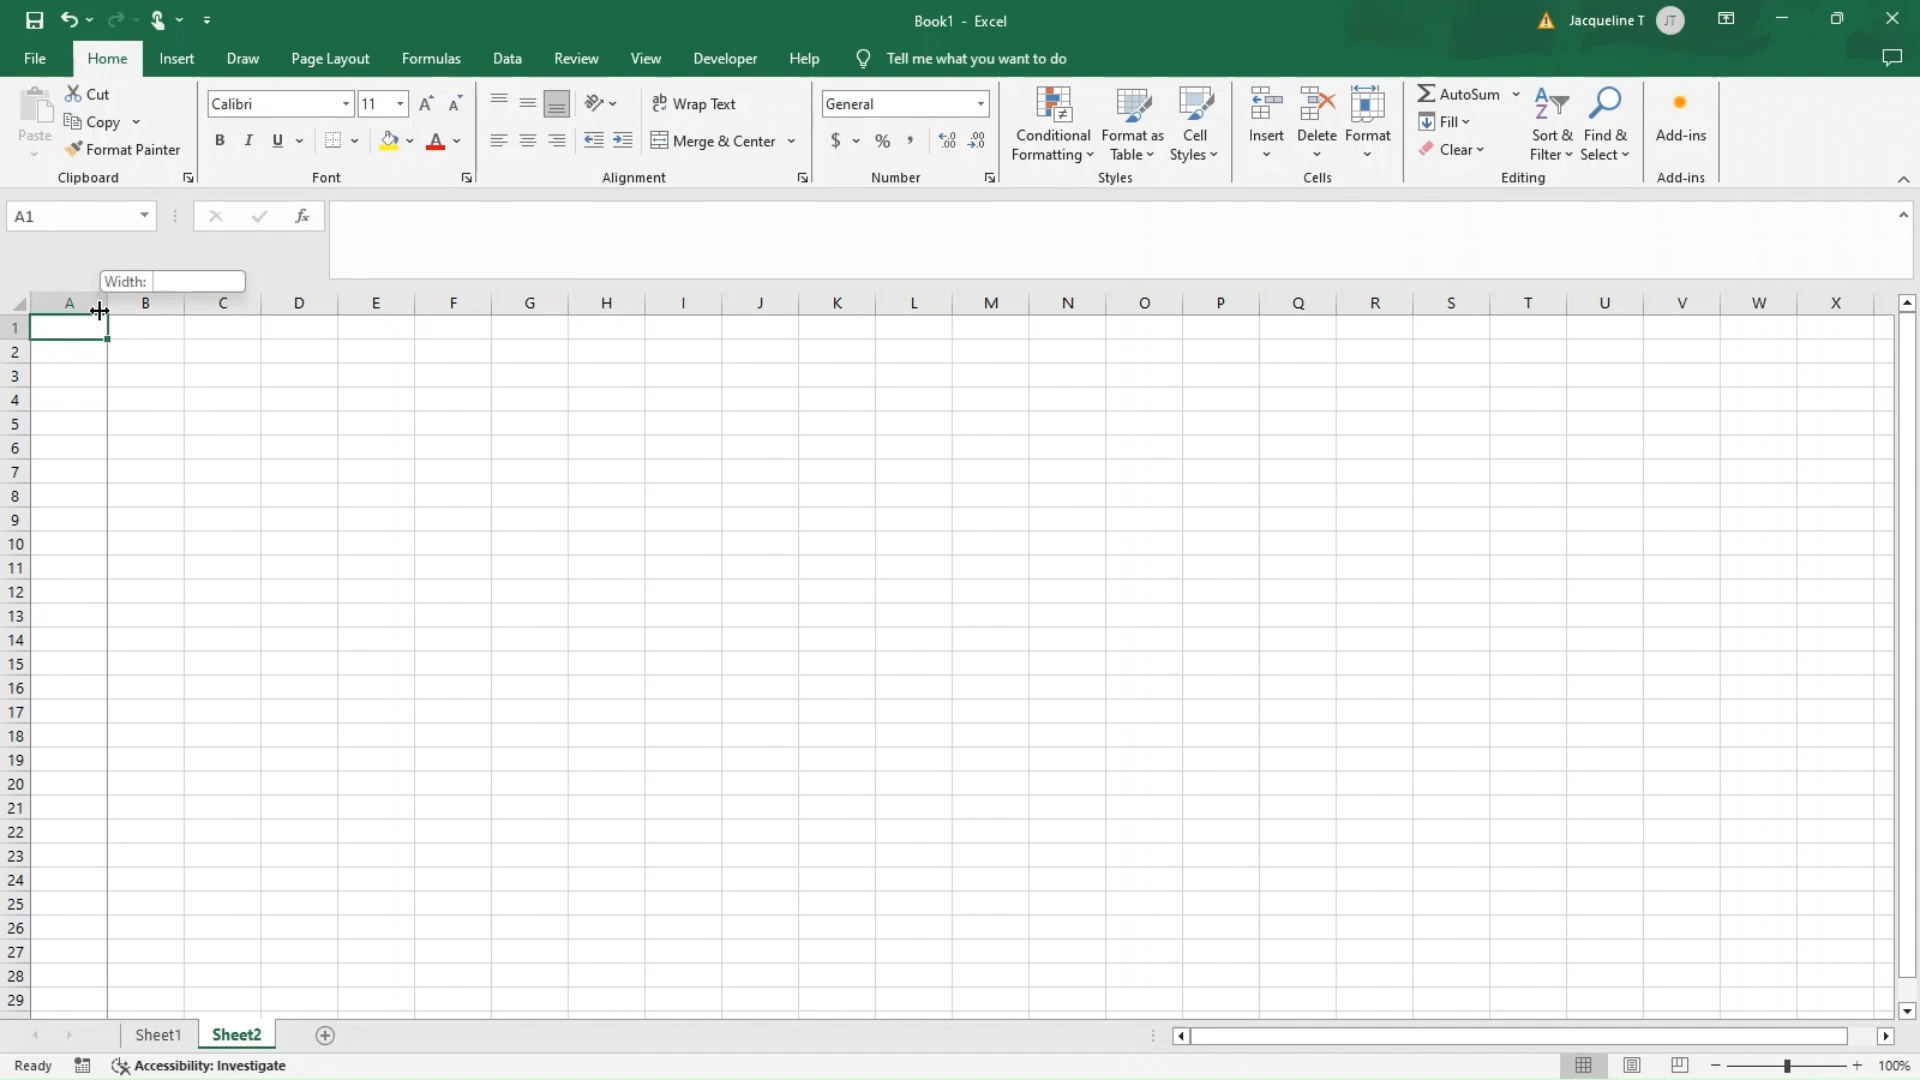 Book1 - Excel
Jacqueline T
JT
File
Home
Insert
Draw
Page Layout
Formulas
Data
Review
View
Developer
Help
Tell me what you want to do
Paste
Cut
Copy
Format Painter
Clipboard
Calibri
11
B I U
Font
Wrap Text
Merge & Center
Alignment
General
$ % ,
Number
Conditional Formatting
Format as Table
Cell Styles
Styles
Insert
Delete
Format
Cells
AutoSum
Fill
Clear
Sort & Filter
Find & Select
Editing
Add-ins
Add-ins
A1
fx
Width:
A B C D E F G H I J K L M N O P Q R S T U V W X
1
2
3
4
5
6
7
8
9
10
11
12
13
14
15
16
17
18
19
20
21
22
23
24
25
26
27
28
29
Sheet1
Sheet2
Ready
Accessibility: Investigate
100%